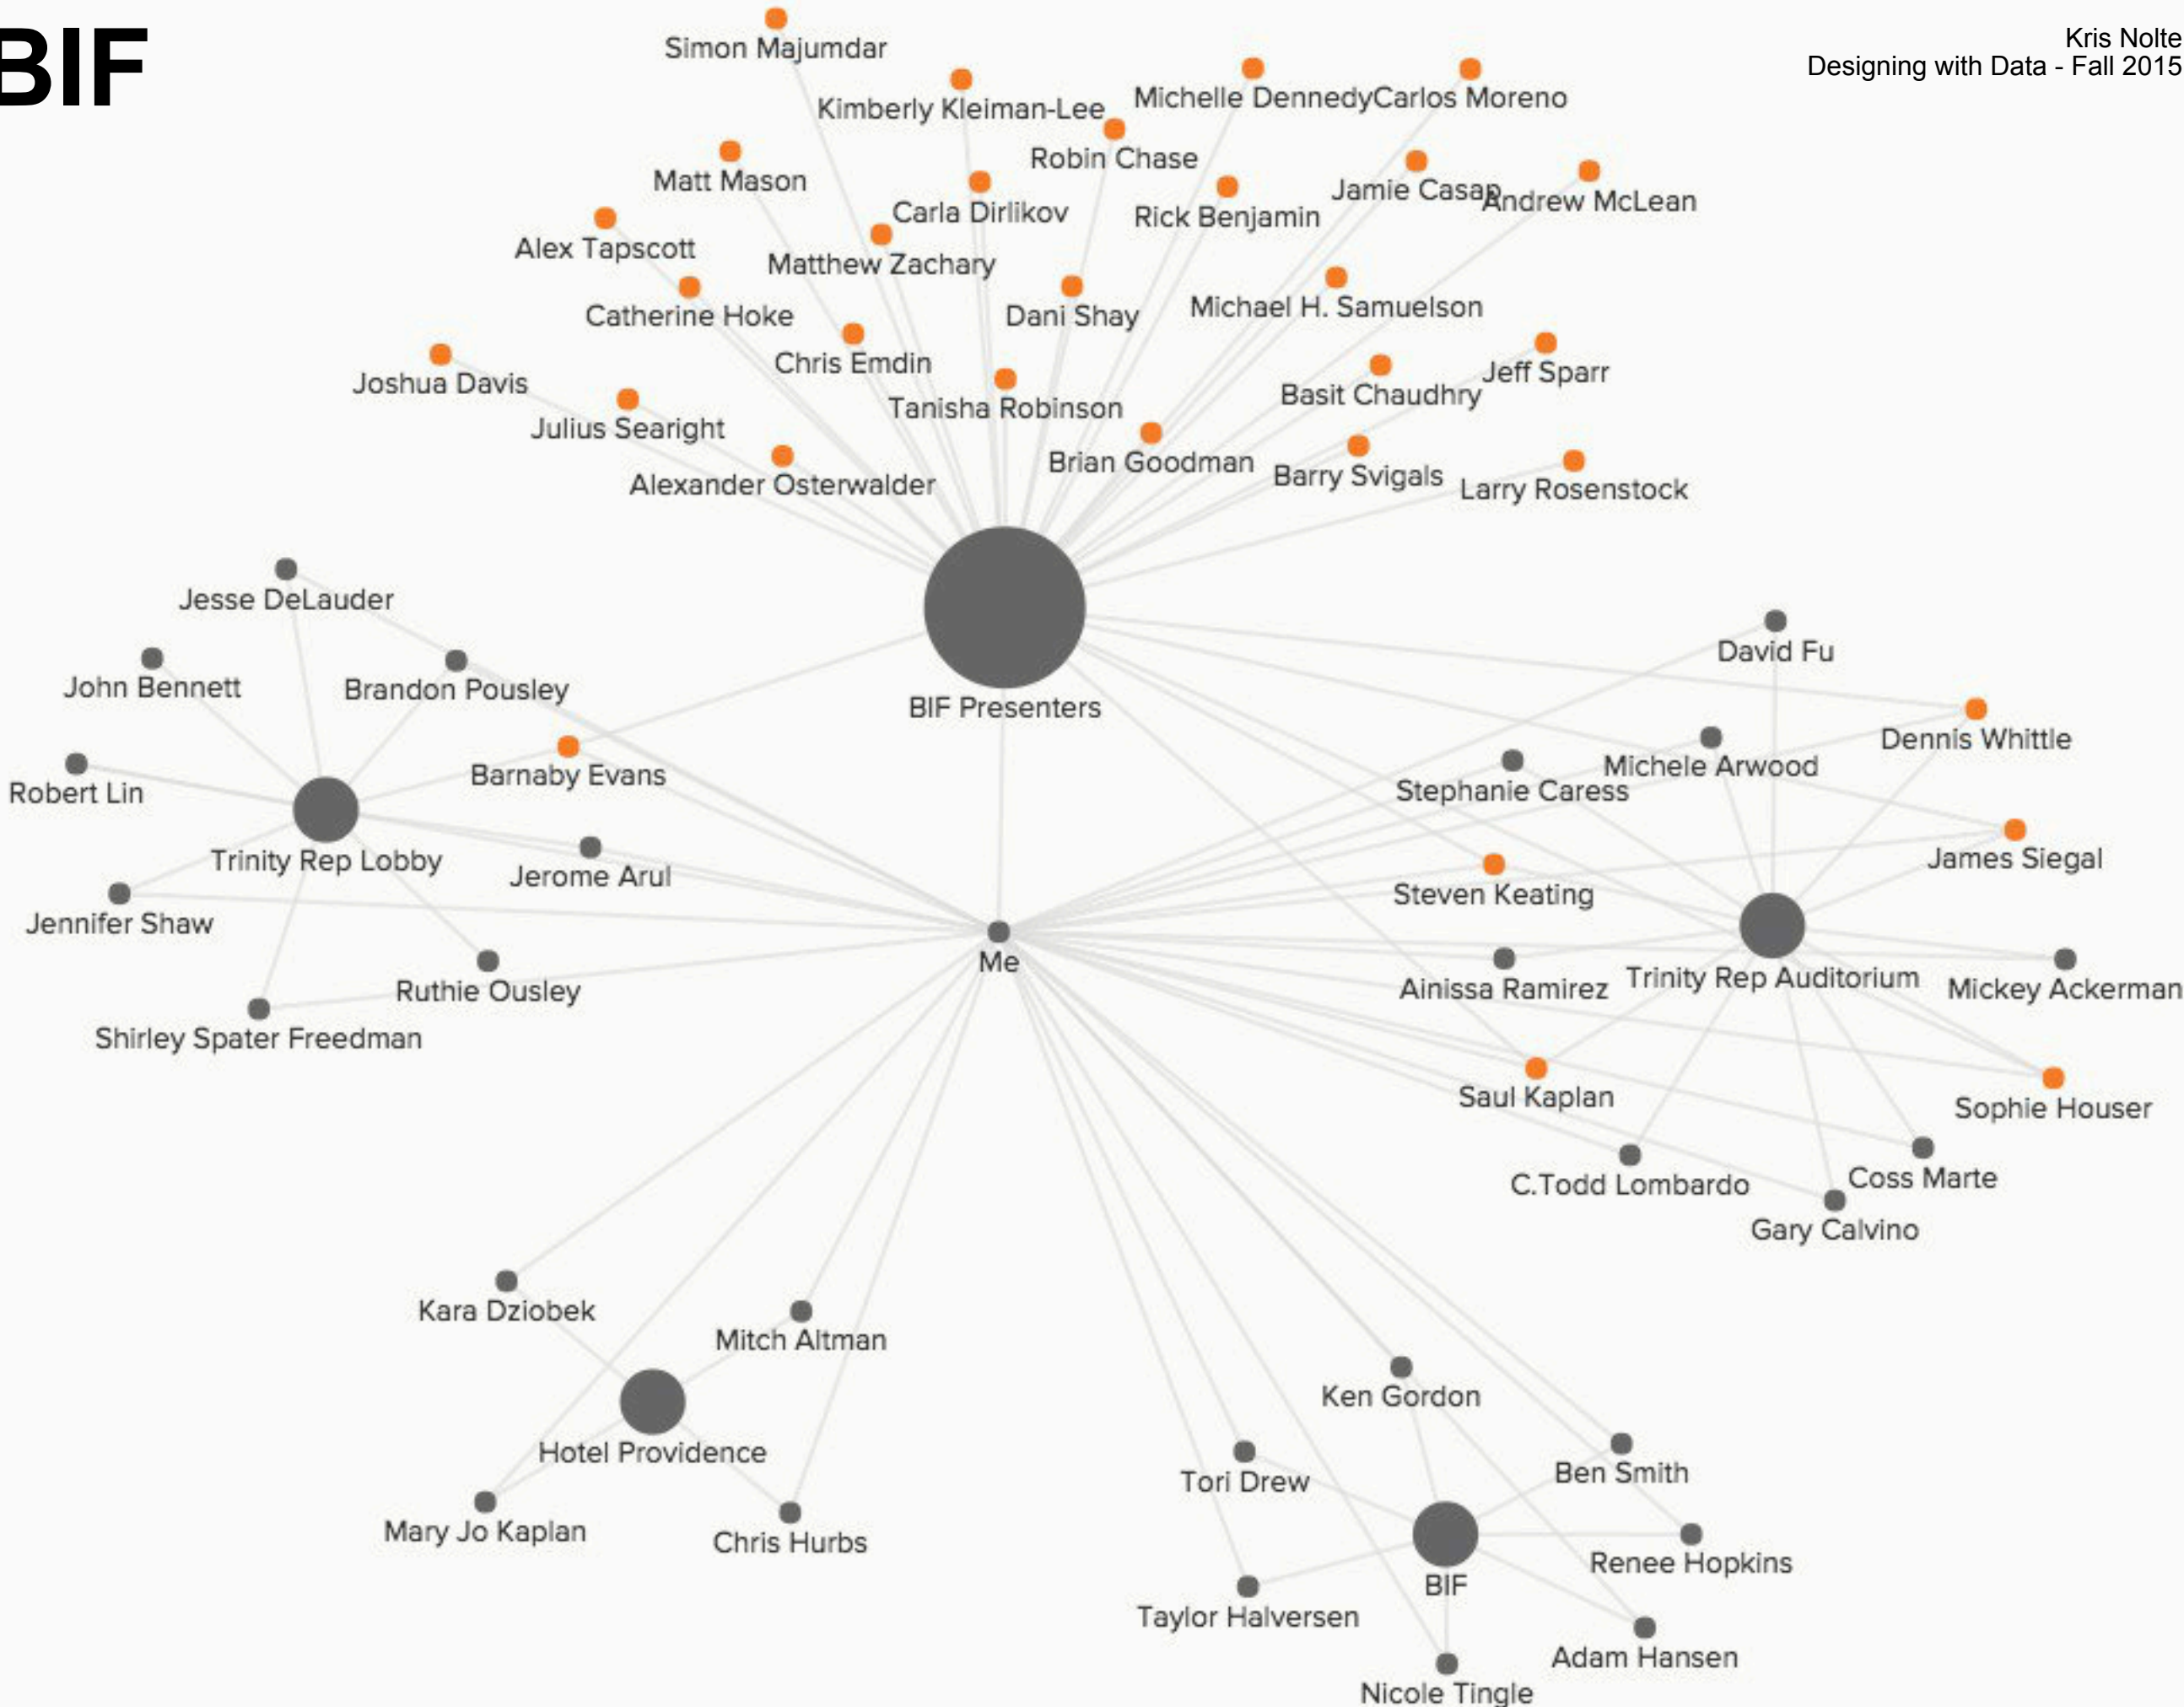 BIF
Kris Nolte
Designing with Data - Fall 2015
Simon Majumdar
Kimberly Kleiman-Lee
Michelle Dennedy
Carlos Moreno
Robin Chase
Matt Mason
Jamie Casap
Andrew McLean
Carla Dirlikov
Rick Benjamin
Alex Tapscott
Matthew Zachary
Catherine Hoke
Dani Shay
Michael H. Samuelson
Chris Emdin
Jeff Sparr
Joshua Davis
Basit Chaudhry
Tanisha Robinson
Julius Searight
Brian Goodman
Barry Svigals
Alexander Osterwalder
Larry Rosenstock
Jesse DeLauder
David Fu
John Bennett
Brandon Pousley
BIF Presenters
Dennis Whittle
Michele Arwood
Barnaby Evans
Stephanie Caress
Robert Lin
Trinity Rep Lobby
James Siegal
Jerome Arul
Steven Keating
Jennifer Shaw
Me
Trinity Rep Auditorium
Ainissa Ramirez
Mickey Ackerman
Ruthie Ousley
Shirley Spater Freedman
Saul Kaplan
Sophie Houser
Coss Marte
C.Todd Lombardo
Gary Calvino
Kara Dziobek
Mitch Altman
Ken Gordon
Hotel Providence
Ben Smith
Tori Drew
Mary Jo Kaplan
Chris Hurbs
Renee Hopkins
BIF
Taylor Halversen
Adam Hansen
Nicole Tingle